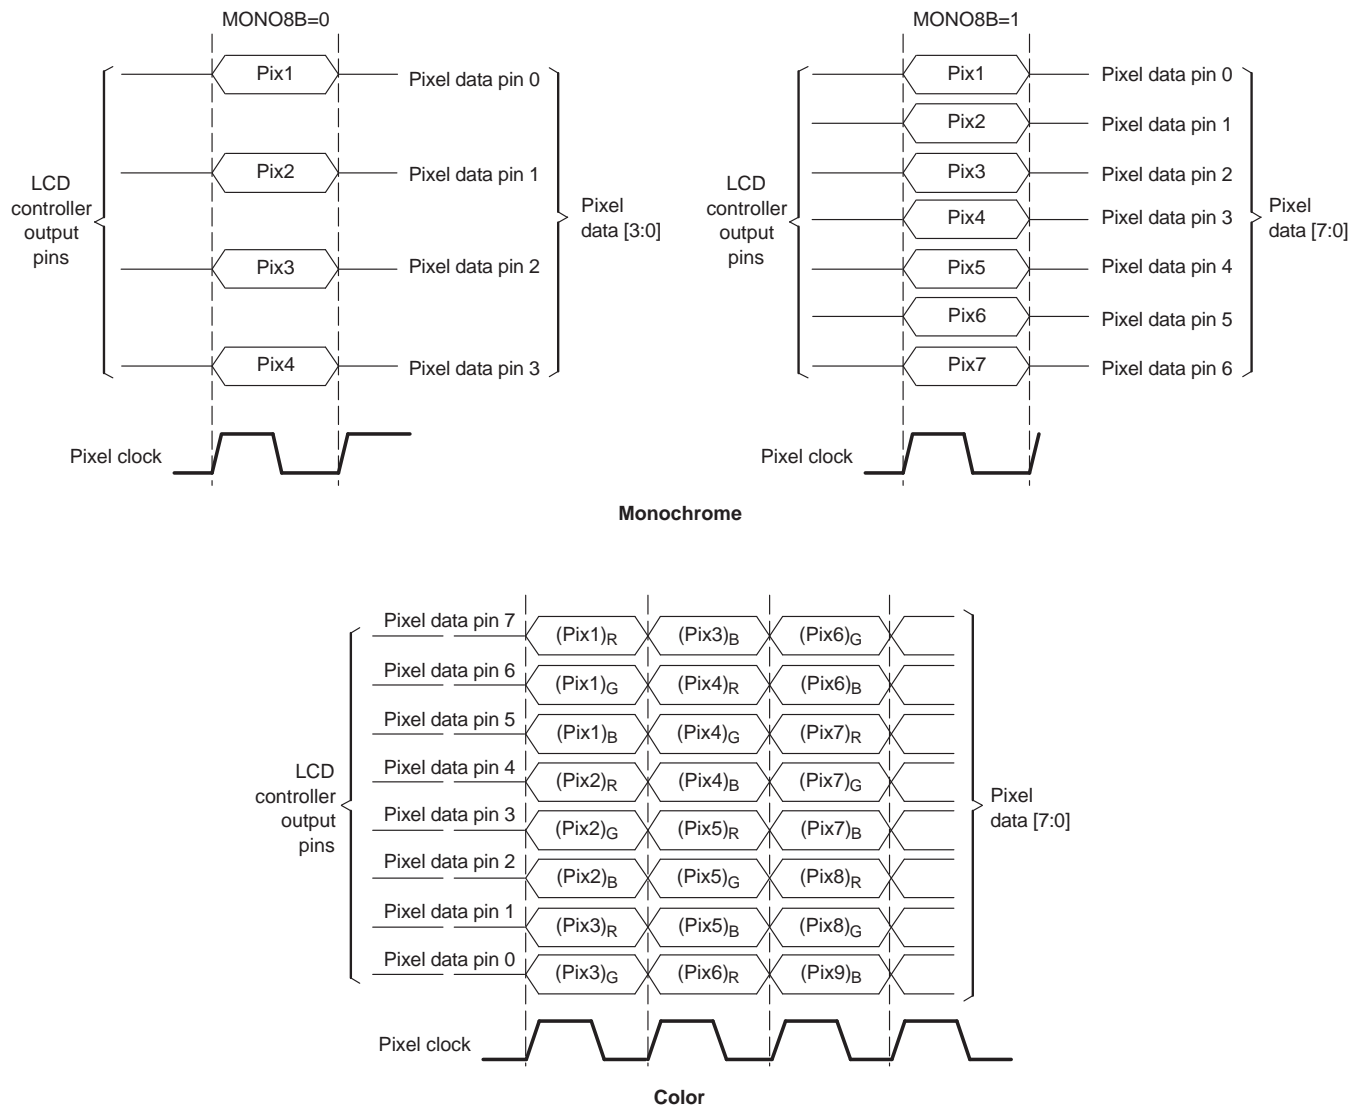 MONO8B=0
Pix1
Pixel data pin 0
Pix2
Pixel data pin 1
Pix3
Pixel data pin 2
Pix4
Pixel data pin 3
LCD
controller
output
pins
Pixel
data [3:0]
Pixel clock
MONO8B=1
Pix1
Pixel data pin 0
Pix2
Pixel data pin 1
Pix3
Pixel data pin 2
Pix4
Pixel data pin 3
Pix5
Pixel data pin 4
Pix6
Pixel data pin 5
Pix7
Pixel data pin 6
LCD
controller
output
pins
Pixel
data [7:0]
Pixel clock
Monochrome
Pixel data pin 7 (Pix1)R (Pix3)B (Pix6)G
Pixel data pin 6 (Pix1)G (Pix4)R (Pix6)B
Pixel data pin 5 (Pix1)B (Pix4)G (Pix7)R
Pixel data pin 4 (Pix2)R (Pix4)B (Pix7)G
Pixel data pin 3 (Pix2)G (Pix5)R (Pix7)B
Pixel data pin 2 (Pix2)B (Pix5)G (Pix8)R
Pixel data pin 1 (Pix3)R (Pix5)B (Pix8)G
Pixel data pin 0 (Pix3)G (Pix6)R (Pix9)B
LCD
controller
output
pins
Pixel
data [7:0]
Pixel clock
Color